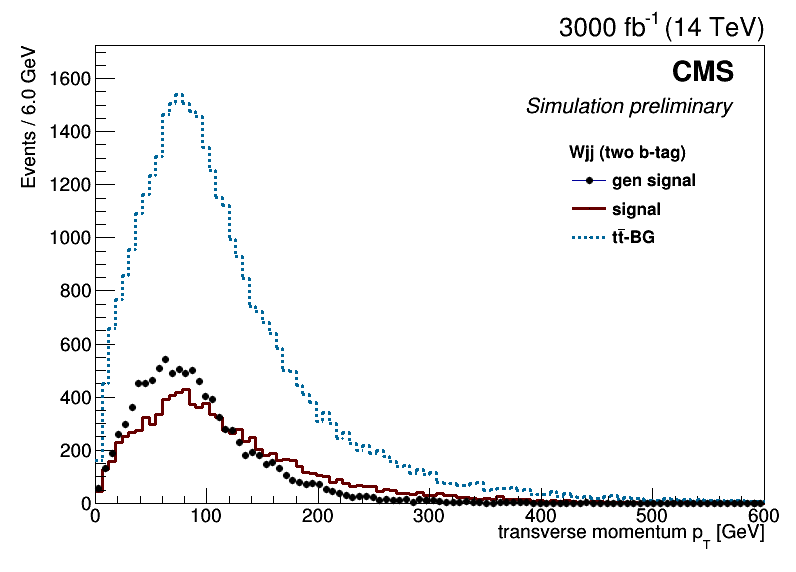 3000 fb⁻¹ (14 TeV)
Events / 6.0 GeV
1600
1400
1200
1000
800
600
400
200
0
CMS
Simulation preliminary
Wjj (two b-tag)
gen signal
signal
tt̄-BG
0 100 200 300 400 500 600
transverse momentum p_T [GeV]